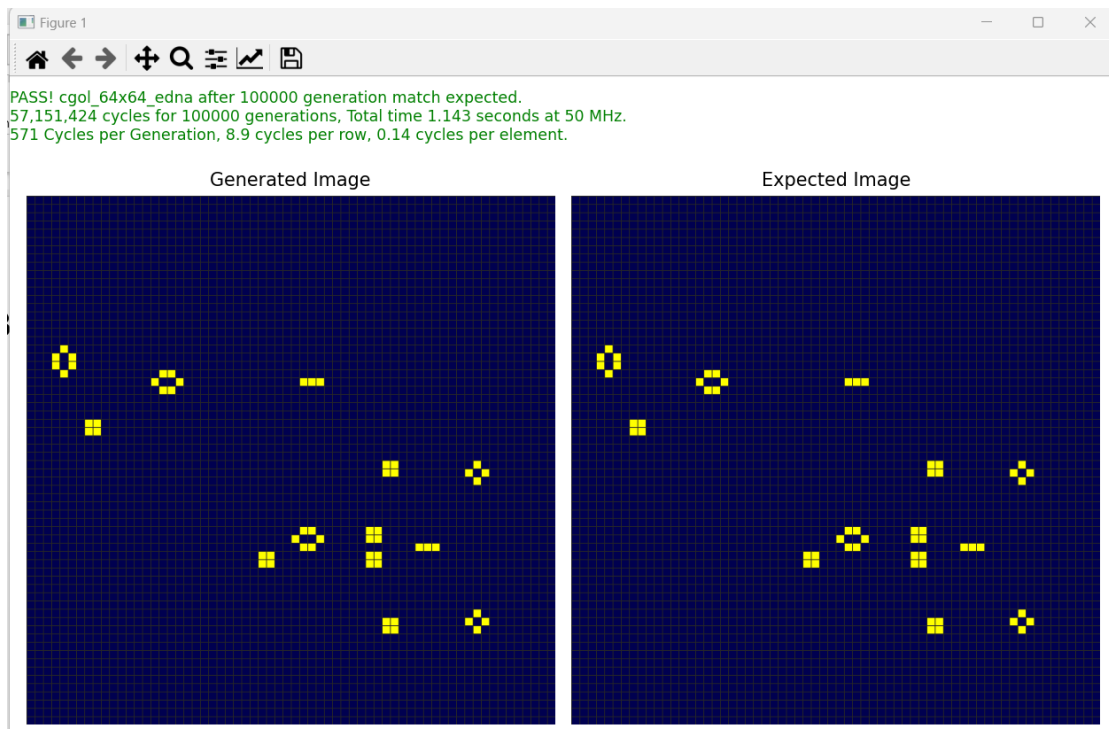 Figure 1
PASS! cgol_64x64_edna after 100000 generation match expected.
57,151,424 cycles for 100000 generations, Total time 1.143 seconds at 50 MHz.
571 Cycles per Generation, 8.9 cycles per row, 0.14 cycles per element.
Generated Image
Expected Image